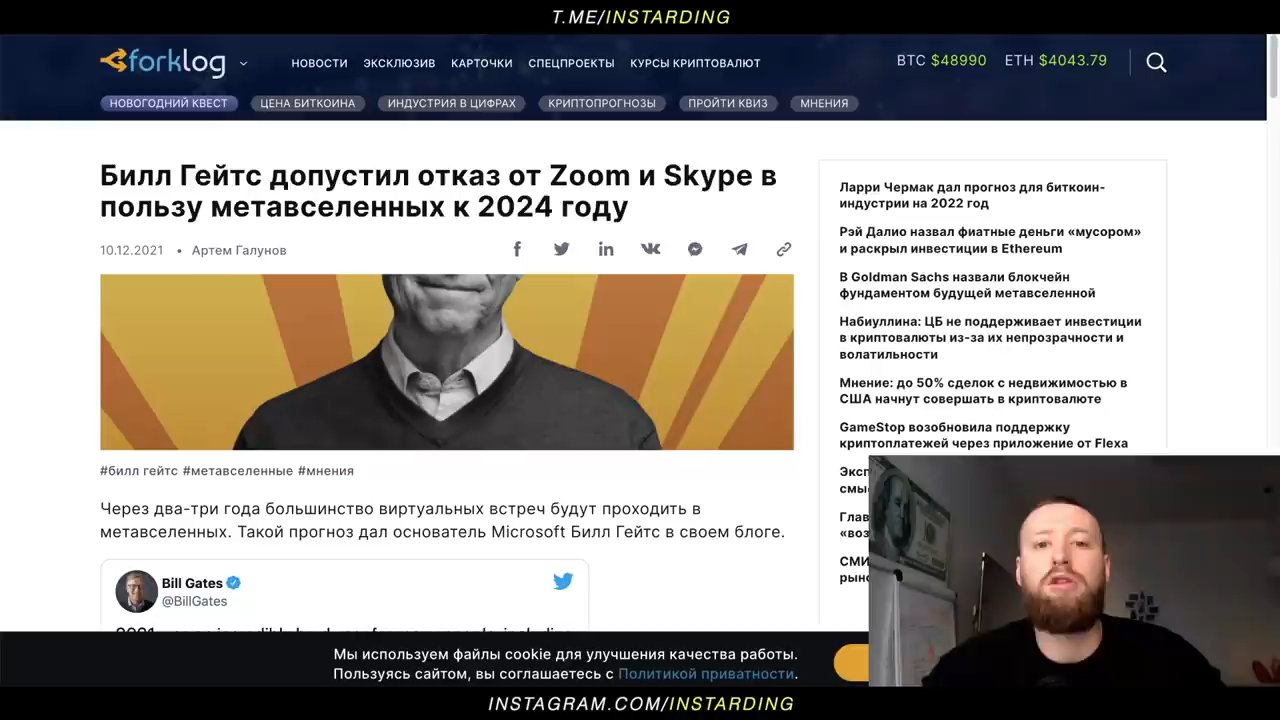 T.ME/INSTARDING
forklog
НОВОСТИ ЭКСКЛЮЗИВ КАРТОЧКИ СПЕЦПРОЕКТЫ КУРСЫ КРИПТОВАЛЮТ
BTC $48990 ETH $4043.79
НОВОГОДНИЙ КВЕСТ ЦЕНА БИТКОИНА ИНДУСТРИЯ В ЦИФРАХ КРИПТОПРОГНОЗЫ ПРОЙТИ КВИЗ МНЕНИЯ
Билл Гейтс допустил отказ от Zoom и Skype в
пользу метавселенных к 2024 году
10.12.2021 • Артем Галунов
#билл гейтс #метавселенные #мнения
Через два-три года большинство виртуальных встреч будут проходить в
метавселенных. Такой прогноз дал основатель Microsoft Билл Гейтс в своем блоге.
Bill Gates
@BillGates
Ларри Чермак дал прогноз для биткоин-
индустрии на 2022 год
Рэй Далио назвал фиатные деньги «мусором»
и раскрыл инвестиции в Ethereum
В Goldman Sachs назвали блокчейн
фундаментом будущей метавселенной
Набиуллина: ЦБ не поддерживает инвестиции
в криптовалюты из-за их непрозрачности и
волатильности
Мнение: до 50% сделок с недвижимостью в
США начнут совершать в криптовалюте
GameStop возобновила поддержку
криптоплатежей через приложение от Flexa
Мы используем файлы cookie для улучшения качества работы.
Пользуясь сайтом, вы соглашаетесь с Политикой приватности.
INSTAGRAM.COM/INSTARDING